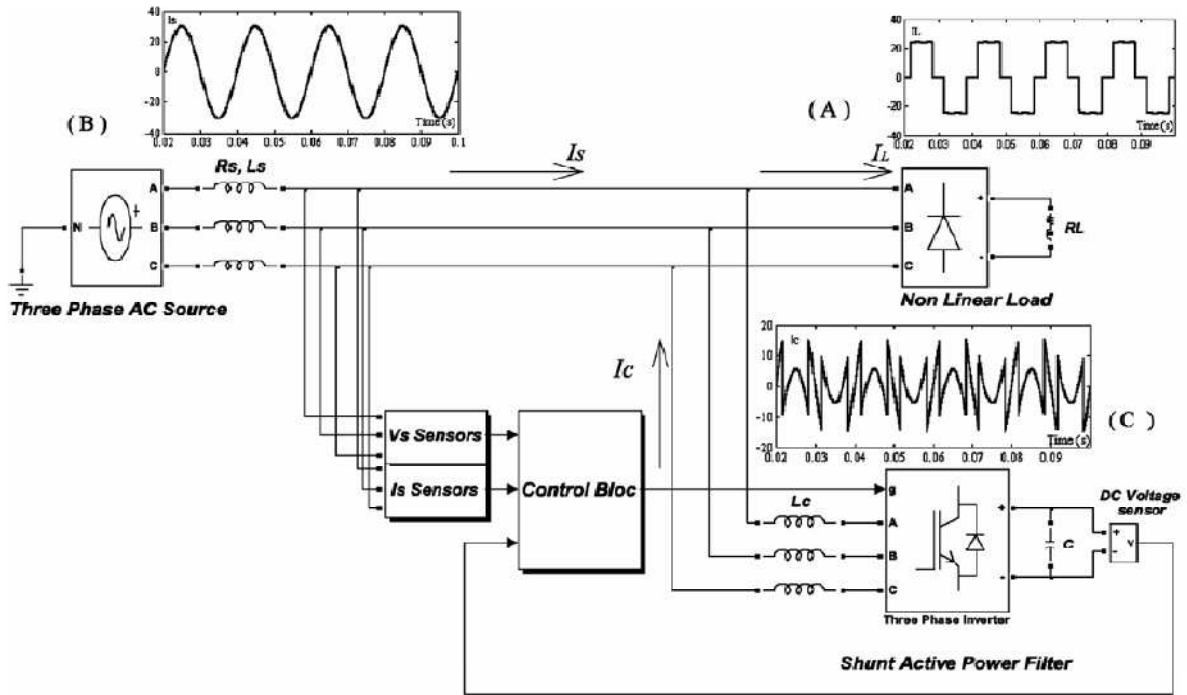 40
20
0
-20
-40
Is
Time (s)
0.02 0.03 0.04 0.05 0.06 0.07 0.08 0.09 0.1
( B )
40
20
0
-20
-40
IL
Time (s)
0.02 0.03 0.04 0.05 0.06 0.07 0.08 0.09
( A )
Rs, Ls
Is
IL
N
+
A
B
C
Three Phase AC Source
A
B
C
+
-
RL
Non Linear Load
20
10
0
-10
-20
Ic
Time (s)
0.02 0.03 0.04 0.05 0.06 0.07 0.08 0.09
( C )
Ic
Vs Sensors
Is Sensors
Control Bloc
Lc
g
A
B
C
+
-
C
+
-
v
DC Voltage
sensor
Three Phase Inverter
Shunt Active Power Filter